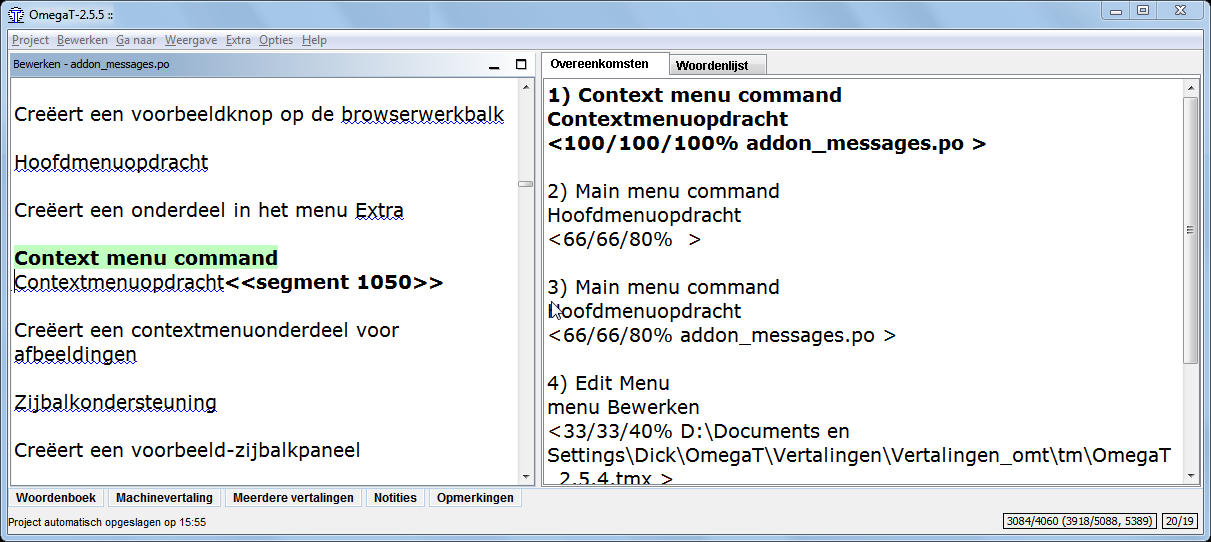 OmegaT-2.5.5 ::
Project Bewerken Ga naar Weergave Extra Opties Help
Bewerken - addon_messages.po
Creëert een voorbeeldknop op de browserwerkbalk
Hoofdmenuopdracht
Creëert een onderdeel in het menu Extra
Context menu command
Contextmenuopdracht<<segment 1050>>
Creëert een contextmenuonderdeel voor
afbeeldingen
Zijbalkondersteuning
Creëert een voorbeeld-zijbalkpaneel
Overeenkomsten Woordenlijst
1) Context menu command
Contextmenuopdracht
<100/100/100% addon_messages.po >
2) Main menu command
Hoofdmenuopdracht
<66/66/80%  >
3) Main menu command
Hoofdmenuopdracht
<66/66/80% addon_messages.po >
4) Edit Menu
menu Bewerken
<33/33/40% D:\Documents en
Settings\Dick\OmegaT\Vertalingen\Vertalingen_omt\tm\OmegaT
_2.5.4.tmx >
Woordenboek Machinevertaling Meerdere vertalingen Notities Opmerkingen
Project automatisch opgeslagen op 15:55
3084/4060 (3918/5088, 5389) 20/19